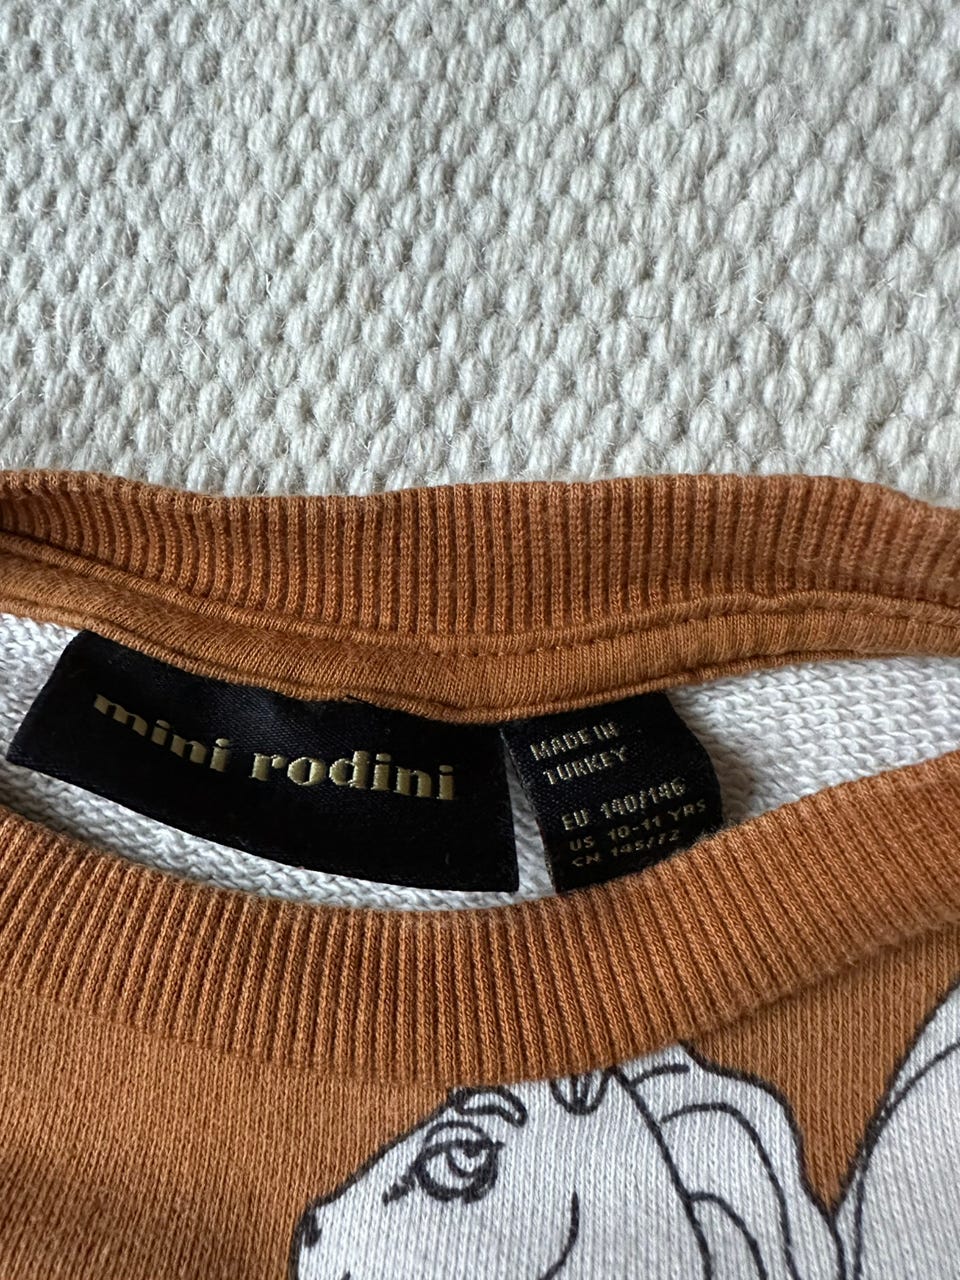 mini rodini
MADE IN
TURKEY
EU 140/146
US 10-11 YRS
CN 145/72